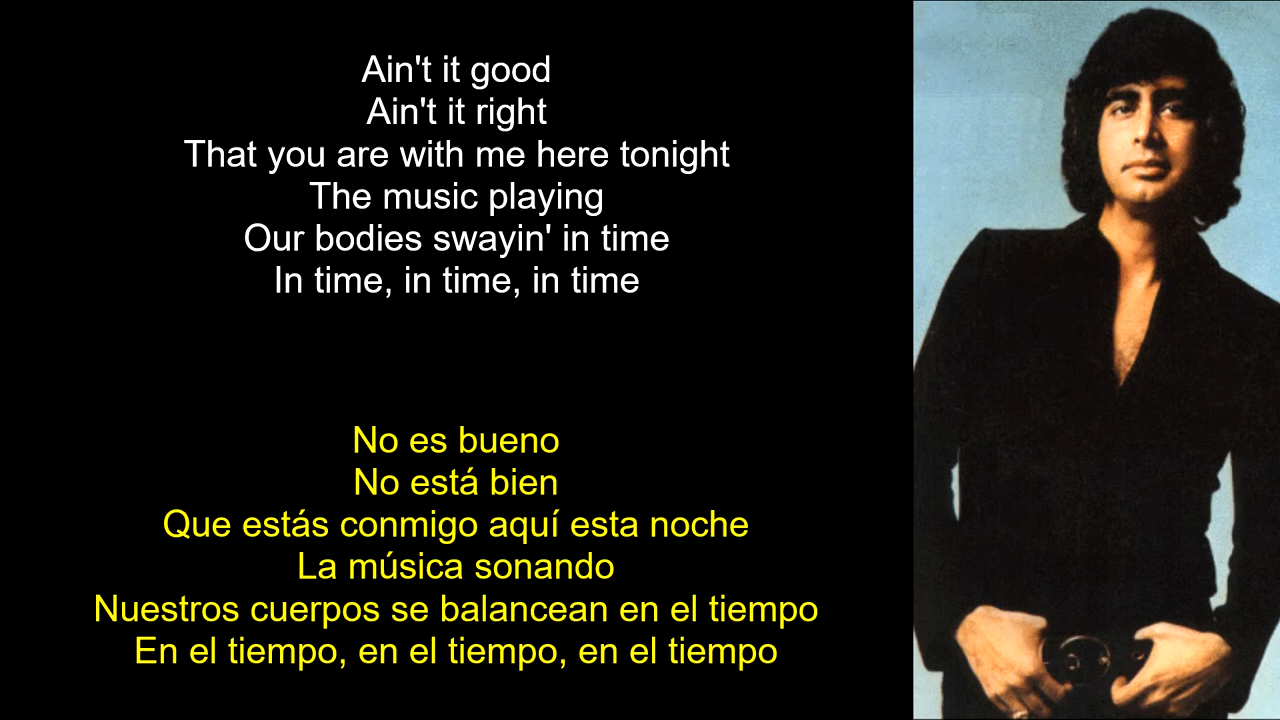 Ain't it good
Ain't it right
That you are with me here tonight
The music playing
Our bodies swayin' in time
In time, in time, in time
No es bueno
No está bien
Que estás conmigo aquí esta noche
La música sonando
Nuestros cuerpos se balancean en el tiempo
En el tiempo, en el tiempo, en el tiempo